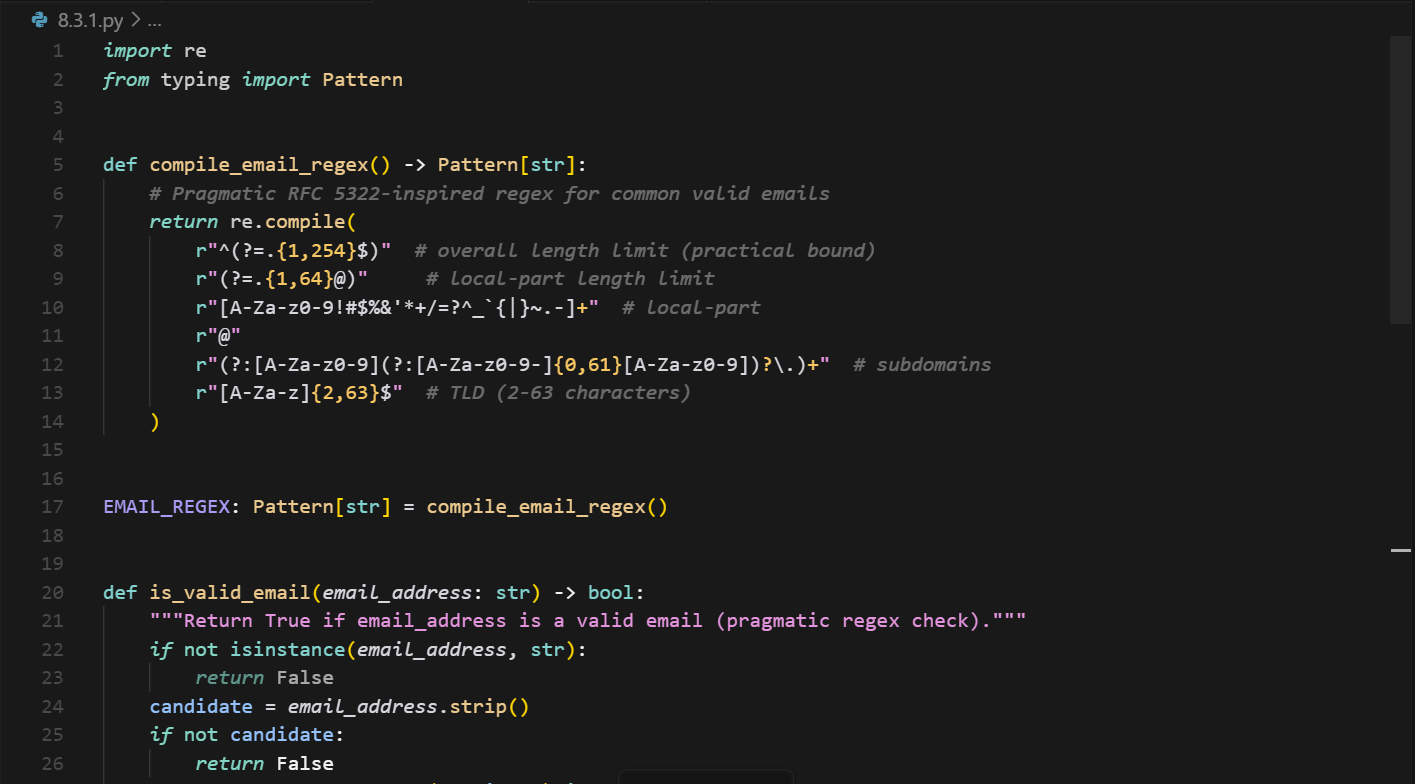 8.3.1.py > ...
1 import re
2 from typing import Pattern
3
4
5 def compile_email_regex() -> Pattern[str]:
6     # Pragmatic RFC 5322-inspired regex for common valid emails
7     return re.compile(
8         r"^(?=.{1,254}$)"  # overall length limit (practical bound)
9         r"(?=.{1,64}@)"     # local-part length limit
10         r"[A-Za-z0-9!#$%&'*+/=?^_`{|}~.-]+"  # local-part
11         r"@"
12         r"(?:[A-Za-z0-9](?:[A-Za-z0-9-]{0,61}[A-Za-z0-9])?\.)+"  # subdomains
13         r"[A-Za-z]{2,63}$"  # TLD (2-63 characters)
14     )
15
16
17 EMAIL_REGEX: Pattern[str] = compile_email_regex()
18
19
20 def is_valid_email(email_address: str) -> bool:
21     """Return True if email_address is a valid email (pragmatic regex check)."""
22     if not isinstance(email_address, str):
23         return False
24     candidate = email_address.strip()
25     if not candidate:
26         return False